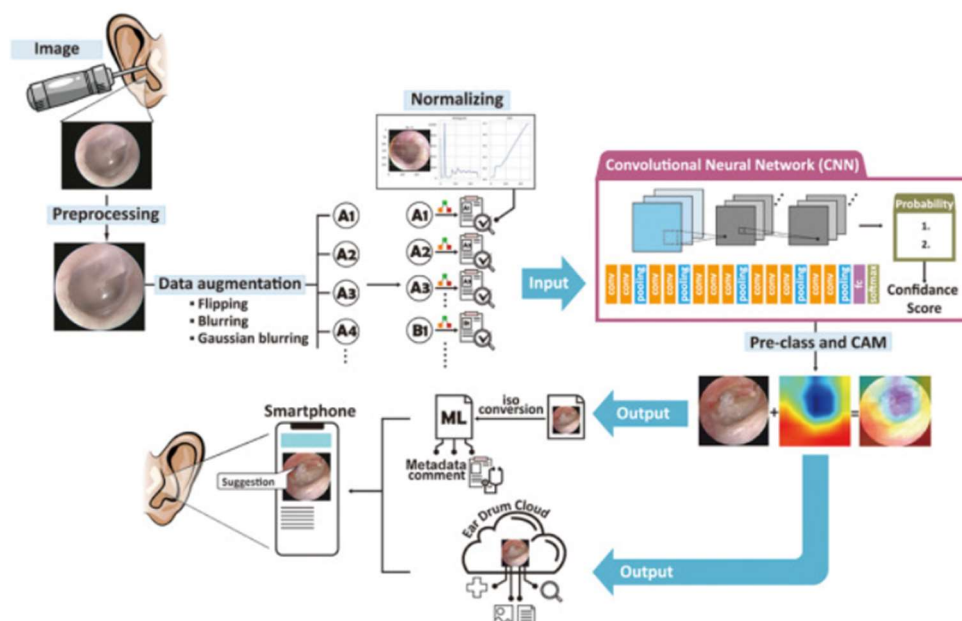 Image
Normalizing
Preprocessing
Data augmentation
▪ Flipping
▪ Blurring
▪ Gaussian blurring
A1
A2
A3
A4
A1
A2
A3
B1
Input
Convolutional Neural Network (CNN)
Probability
1.
2.
conv
conv
pooling
conv
conv
pooling
conv
conv
conv
pooling
conv
conv
conv
pooling
conv
conv
pooling
fc
softmax
Confidance
Score
Pre-class and CAM
+
=
Output
iso
conversion
ML
Metadata
comment
Smartphone
Suggestion
Ear Drum Cloud
Output